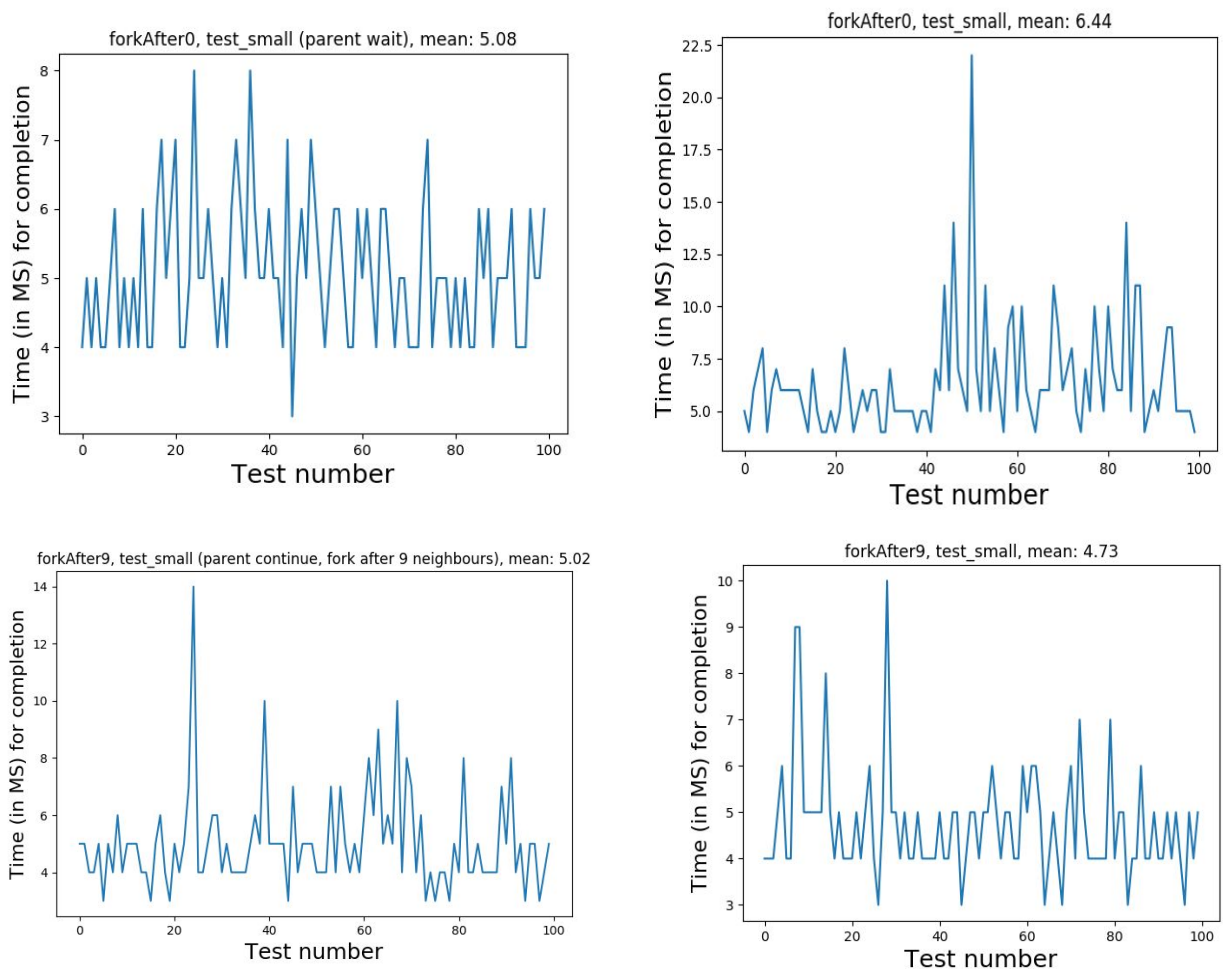 forkAfter0, test_small (parent wait), mean: 5.08
Time (in MS) for completion
8
7
6
5
4
3
0 20 40 60 80 100
Test number
forkAfter0, test_small, mean: 6.44
Time (in MS) for completion
22.5
20.0
17.5
15.0
12.5
10.0
7.5
5.0
0 20 40 60 80 100
Test number
forkAfter9, test_small (parent continue, fork after 9 neighbours), mean: 5.02
Time (in MS) for completion
14
12
10
8
6
4
0 20 40 60 80 100
Test number
forkAfter9, test_small, mean: 4.73
Time (in MS) for completion
10
9
8
7
6
5
4
3
0 20 40 60 80 100
Test number